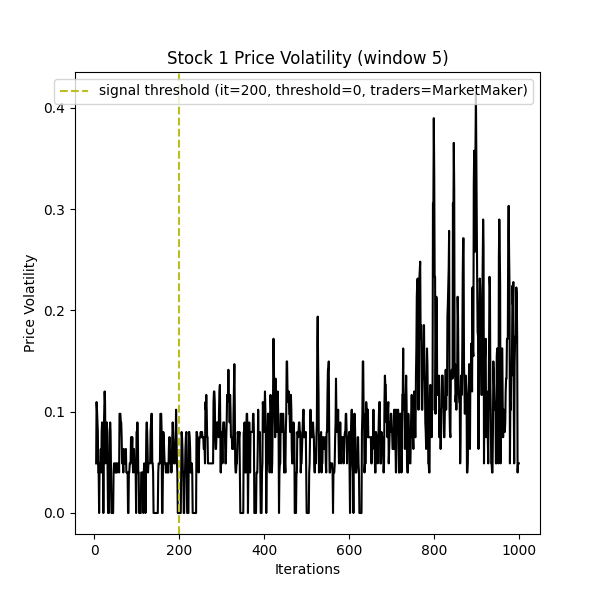 Stock 1 Price Volatility (window 5)
signal threshold (it=200, threshold=0, traders=MarketMaker)
0.4
0.3
0.2
0.1
0.0
Price Volatility
0 200 400 600 800 1000
Iterations